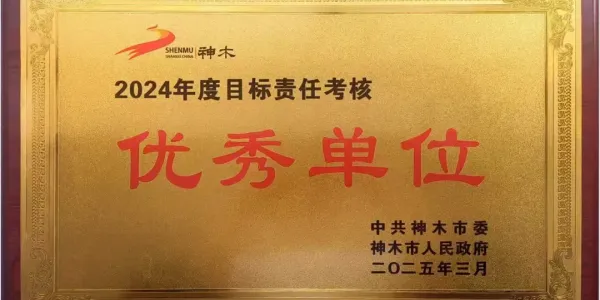 SHENMU 神木
SHAANXI CHINA
2024年度目标责任考核
优秀单位
中共神木市委
神木市人民政府
二〇二五年三月